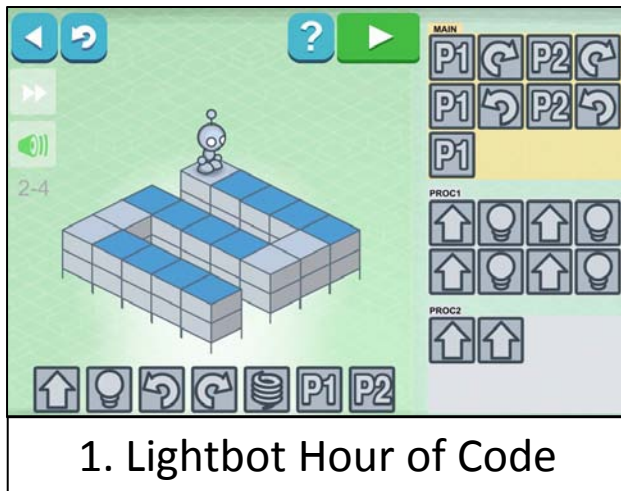 ?
MAIN
P1 P2
P1 P2
P1
2-4
PROC1
PROC2
P1 P2
1. Lightbot Hour of Code